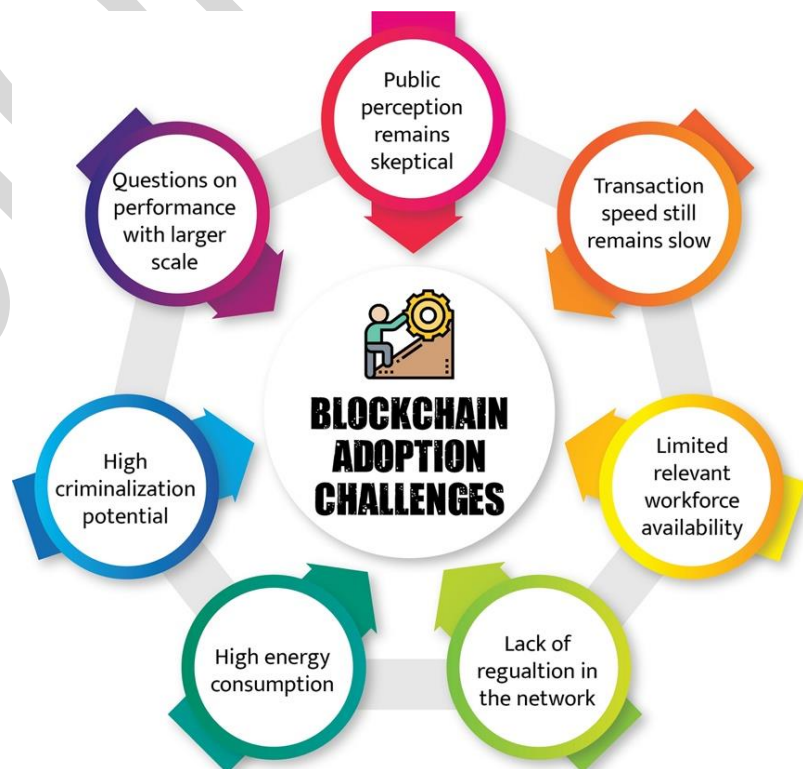 Public
perception
remains
skeptical
Transaction
speed still
remains slow
Limited
relevant
workforce
availability
Lack of
regualtion in
the network
High energy
consumption
High
criminalization
potential
Questions on
performance
with larger
scale
BLOCKCHAIN
ADOPTION
CHALLENGES